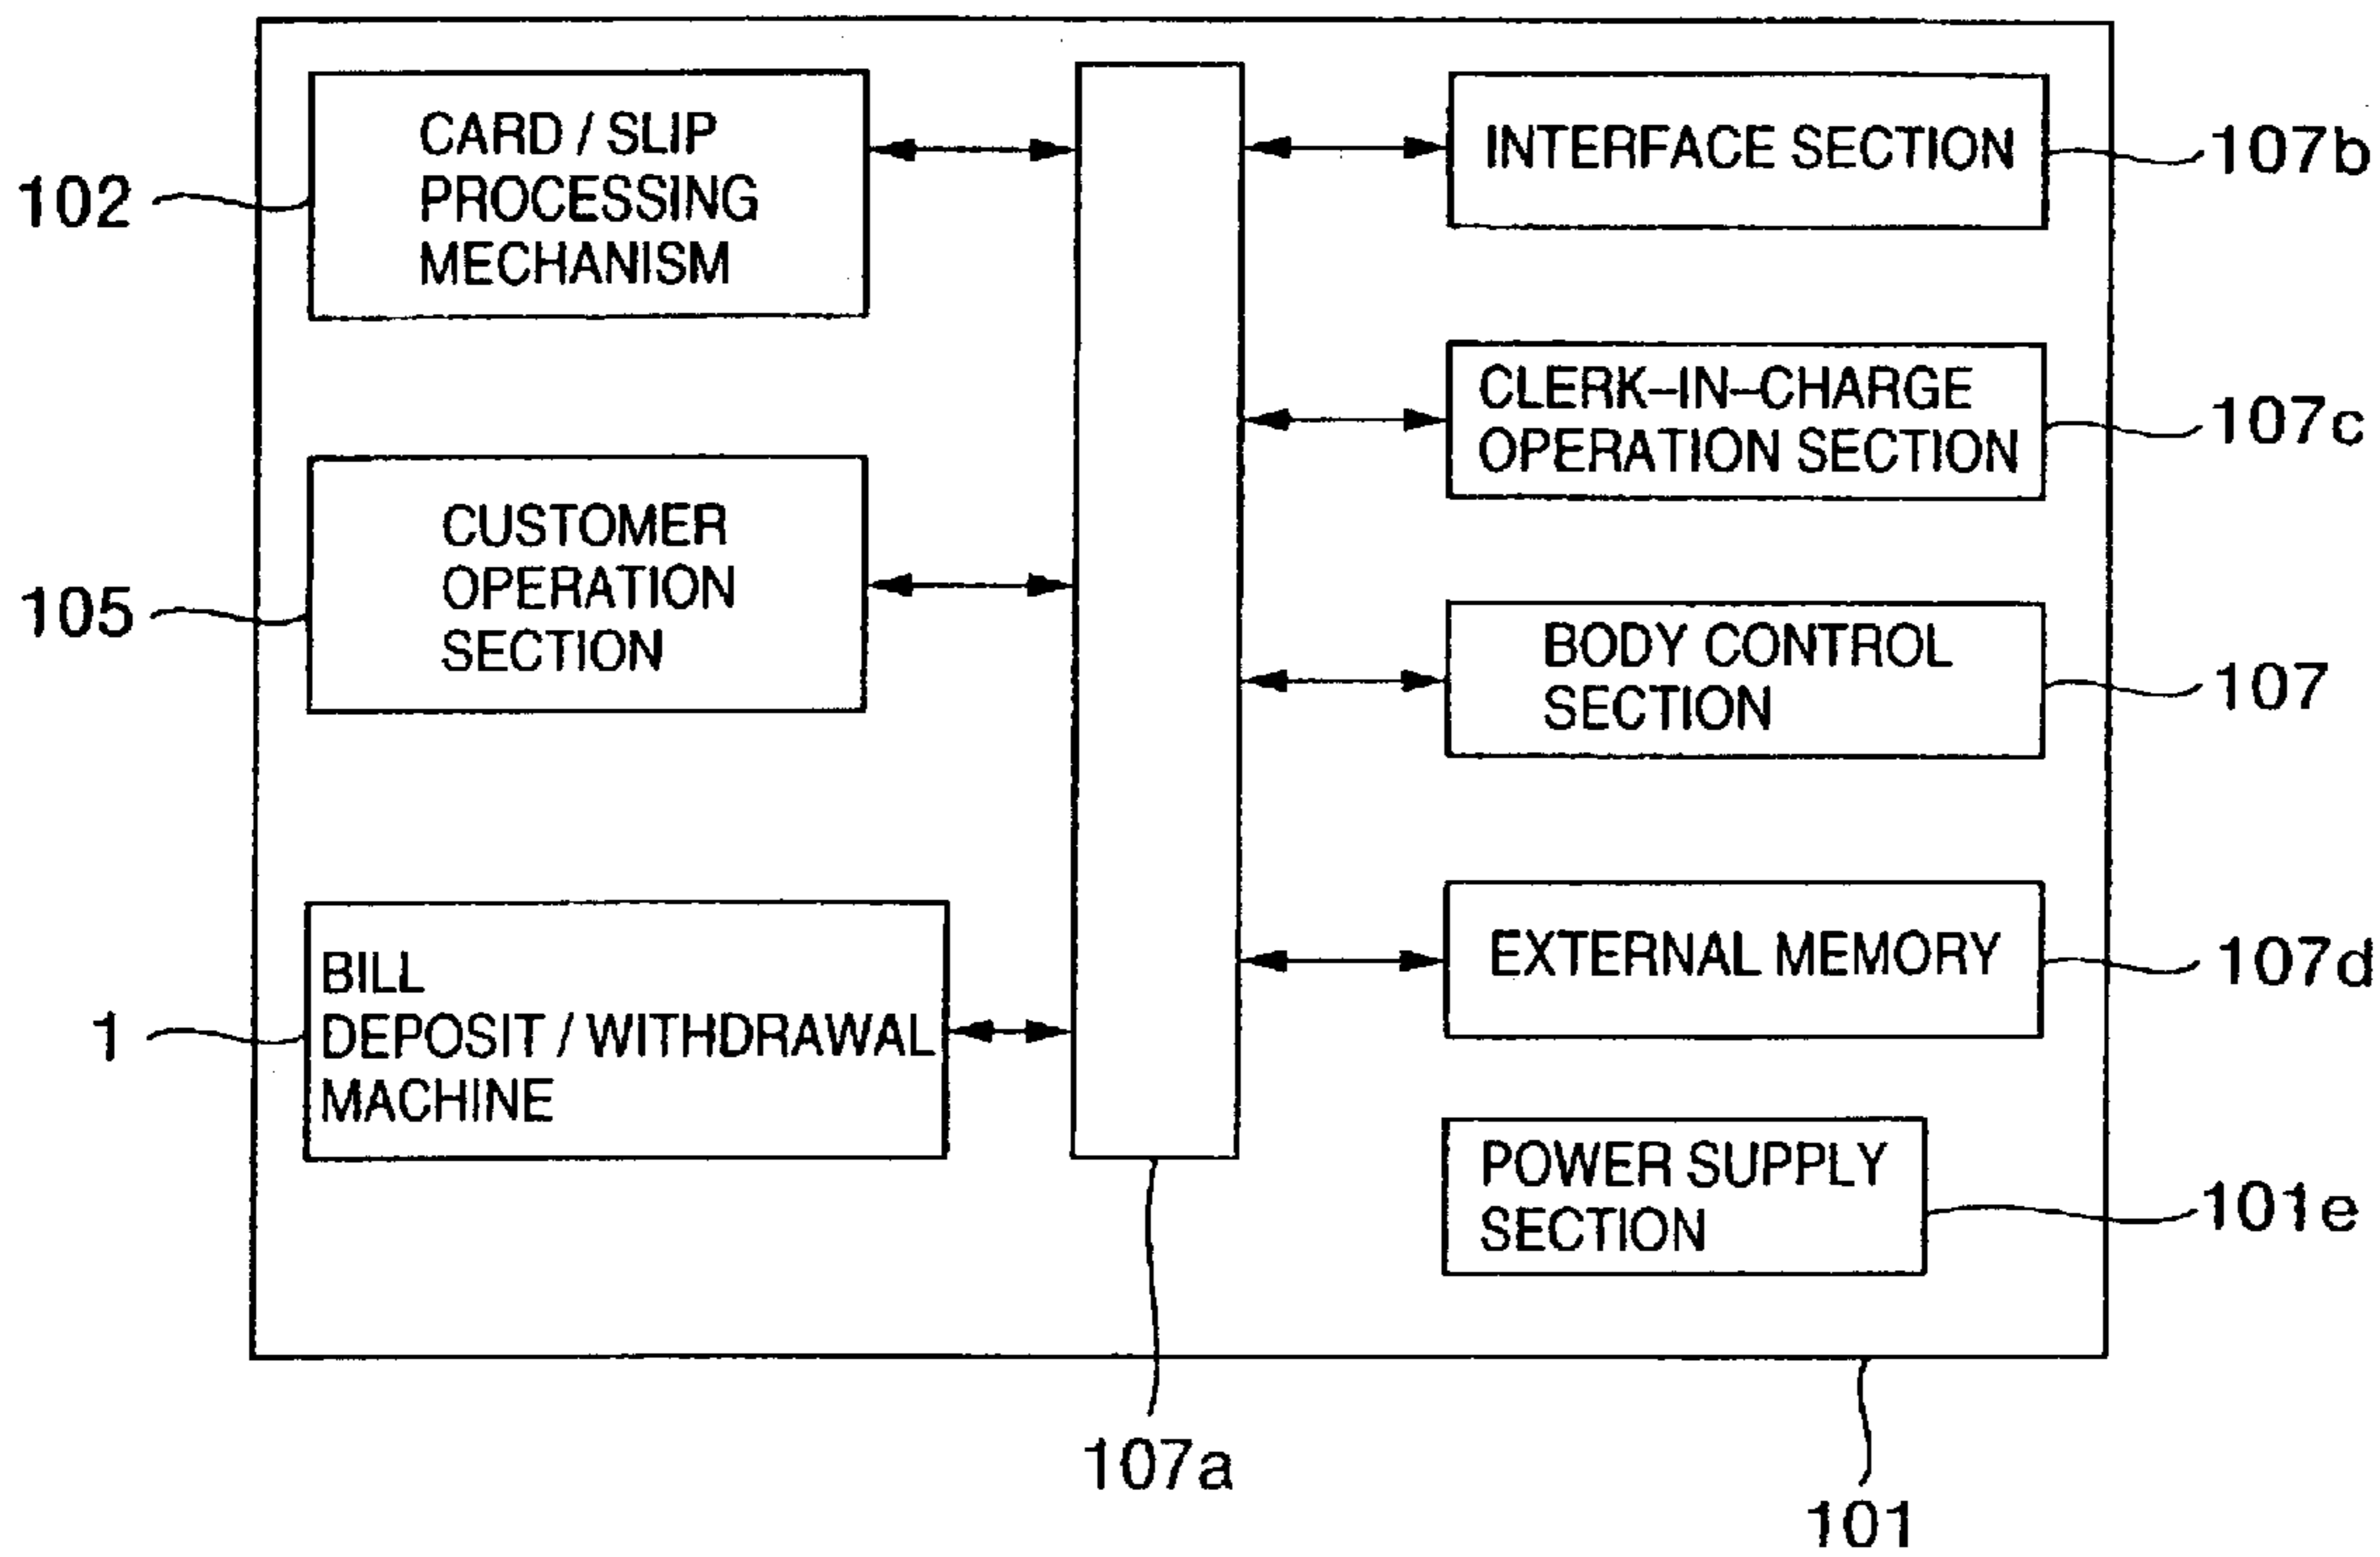 CARD / SLIP
PROCESSING
MECHANISM
102
CUSTOMER
OPERATION
SECTION
105
BILL
DEPOSIT / WITHDRAWAL
MACHINE
1
INTERFACE SECTION
107b
CLERK–IN–CHARGE
OPERATION SECTION
107c
BODY CONTROL
SECTION
107
EXTERNAL MEMORY
107d
POWER SUPPLY
SECTION
101e
107a
101